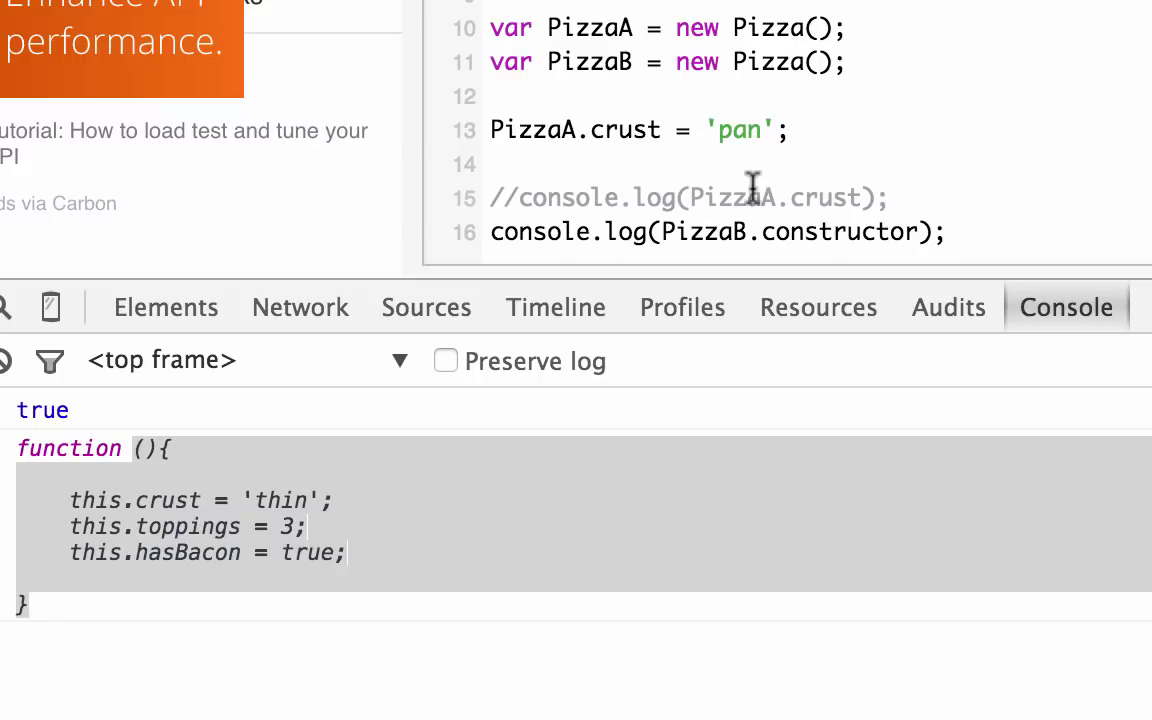 Enhance API
performance.
utorial: How to load test and tune your
PI
ds via Carbon
10 var PizzaA = new Pizza();
11 var PizzaB = new Pizza();
12
13 PizzaA.crust = 'pan';
14
15 //console.log(PizzaA.crust);
16 console.log(PizzaB.constructor);
Elements Network Sources Timeline Profiles Resources Audits Console
<top frame> ▼ Preserve log
true
function (){
this.crust = 'thin';
this.toppings = 3;
this.hasBacon = true;
}